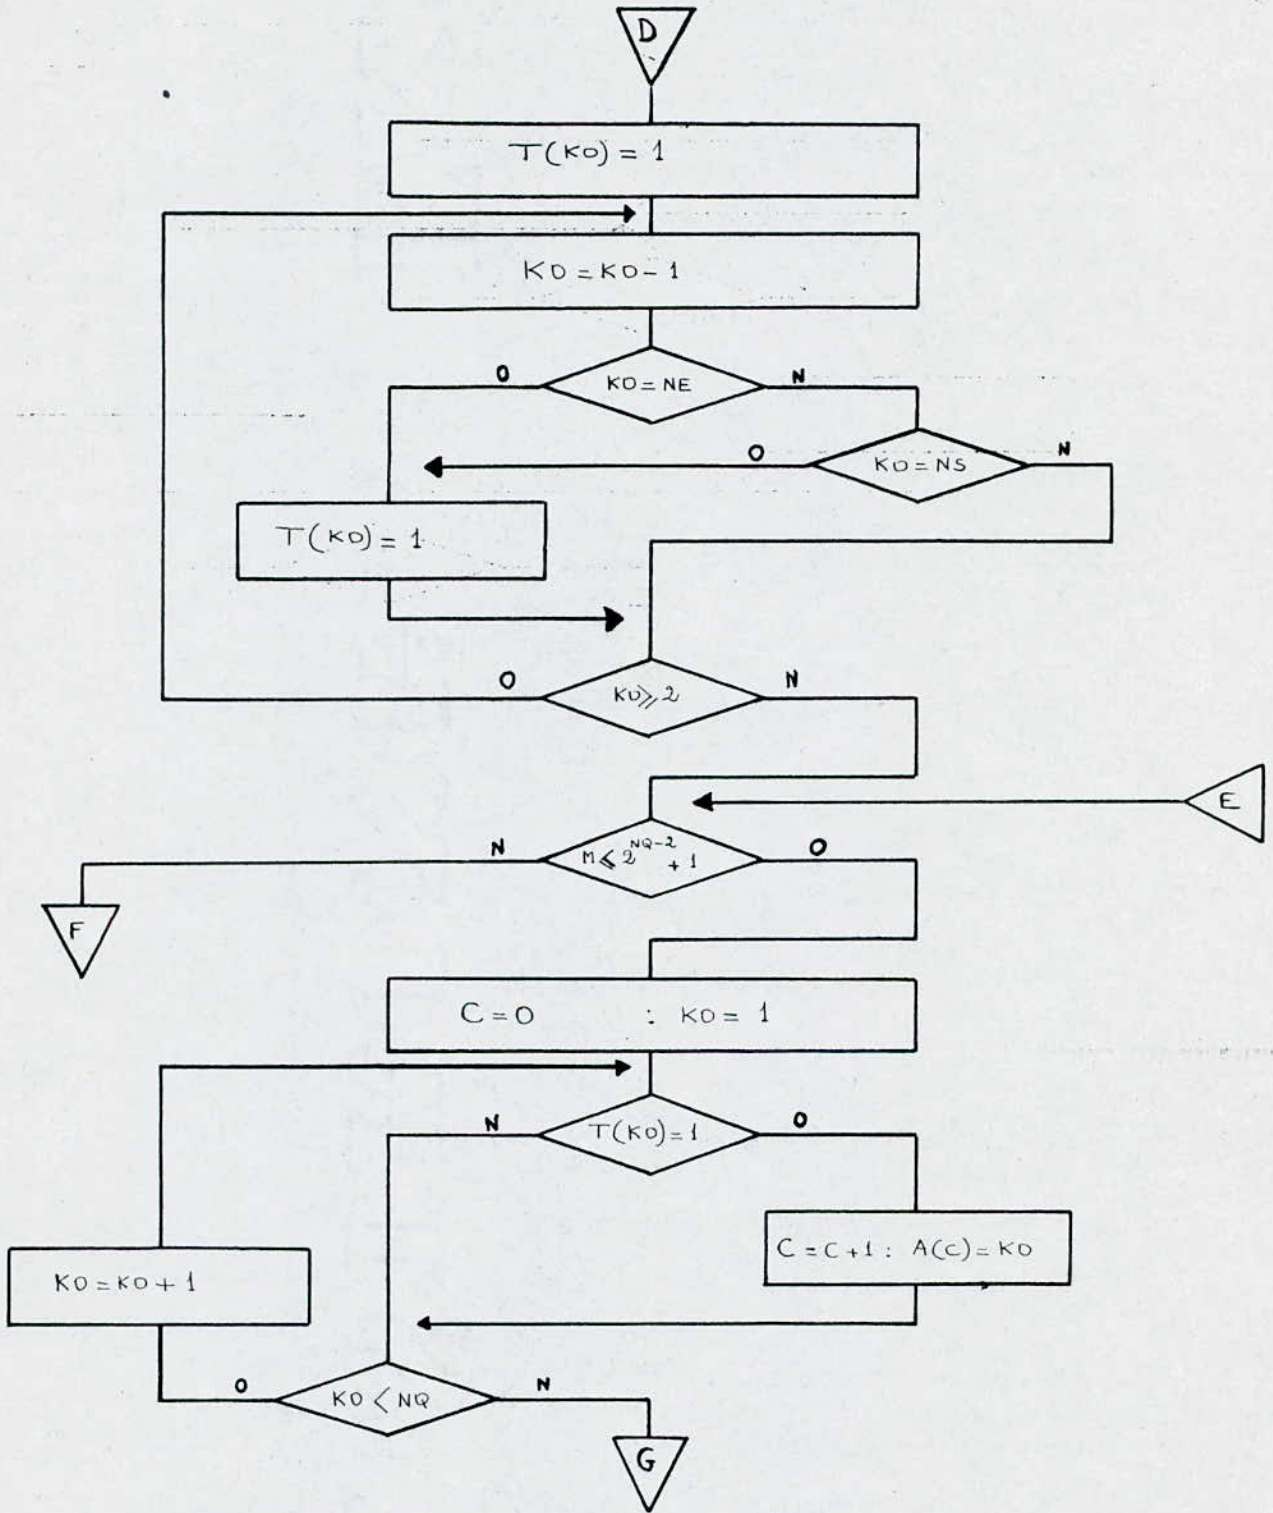 D
T(KO) = 1
KO = KO - 1
O
KO = NE
N
O
KO = NS
N
T(KO) = 1
O
KO ⩾ 2
N
E
N
M ⩽ 2^NQ-2 + 1
O
F
C = O : KO = 1
N
T(KO) = 1
O
C = C + 1 : A(C) = KO
KO = KO + 1
O
KO < NQ
N
G